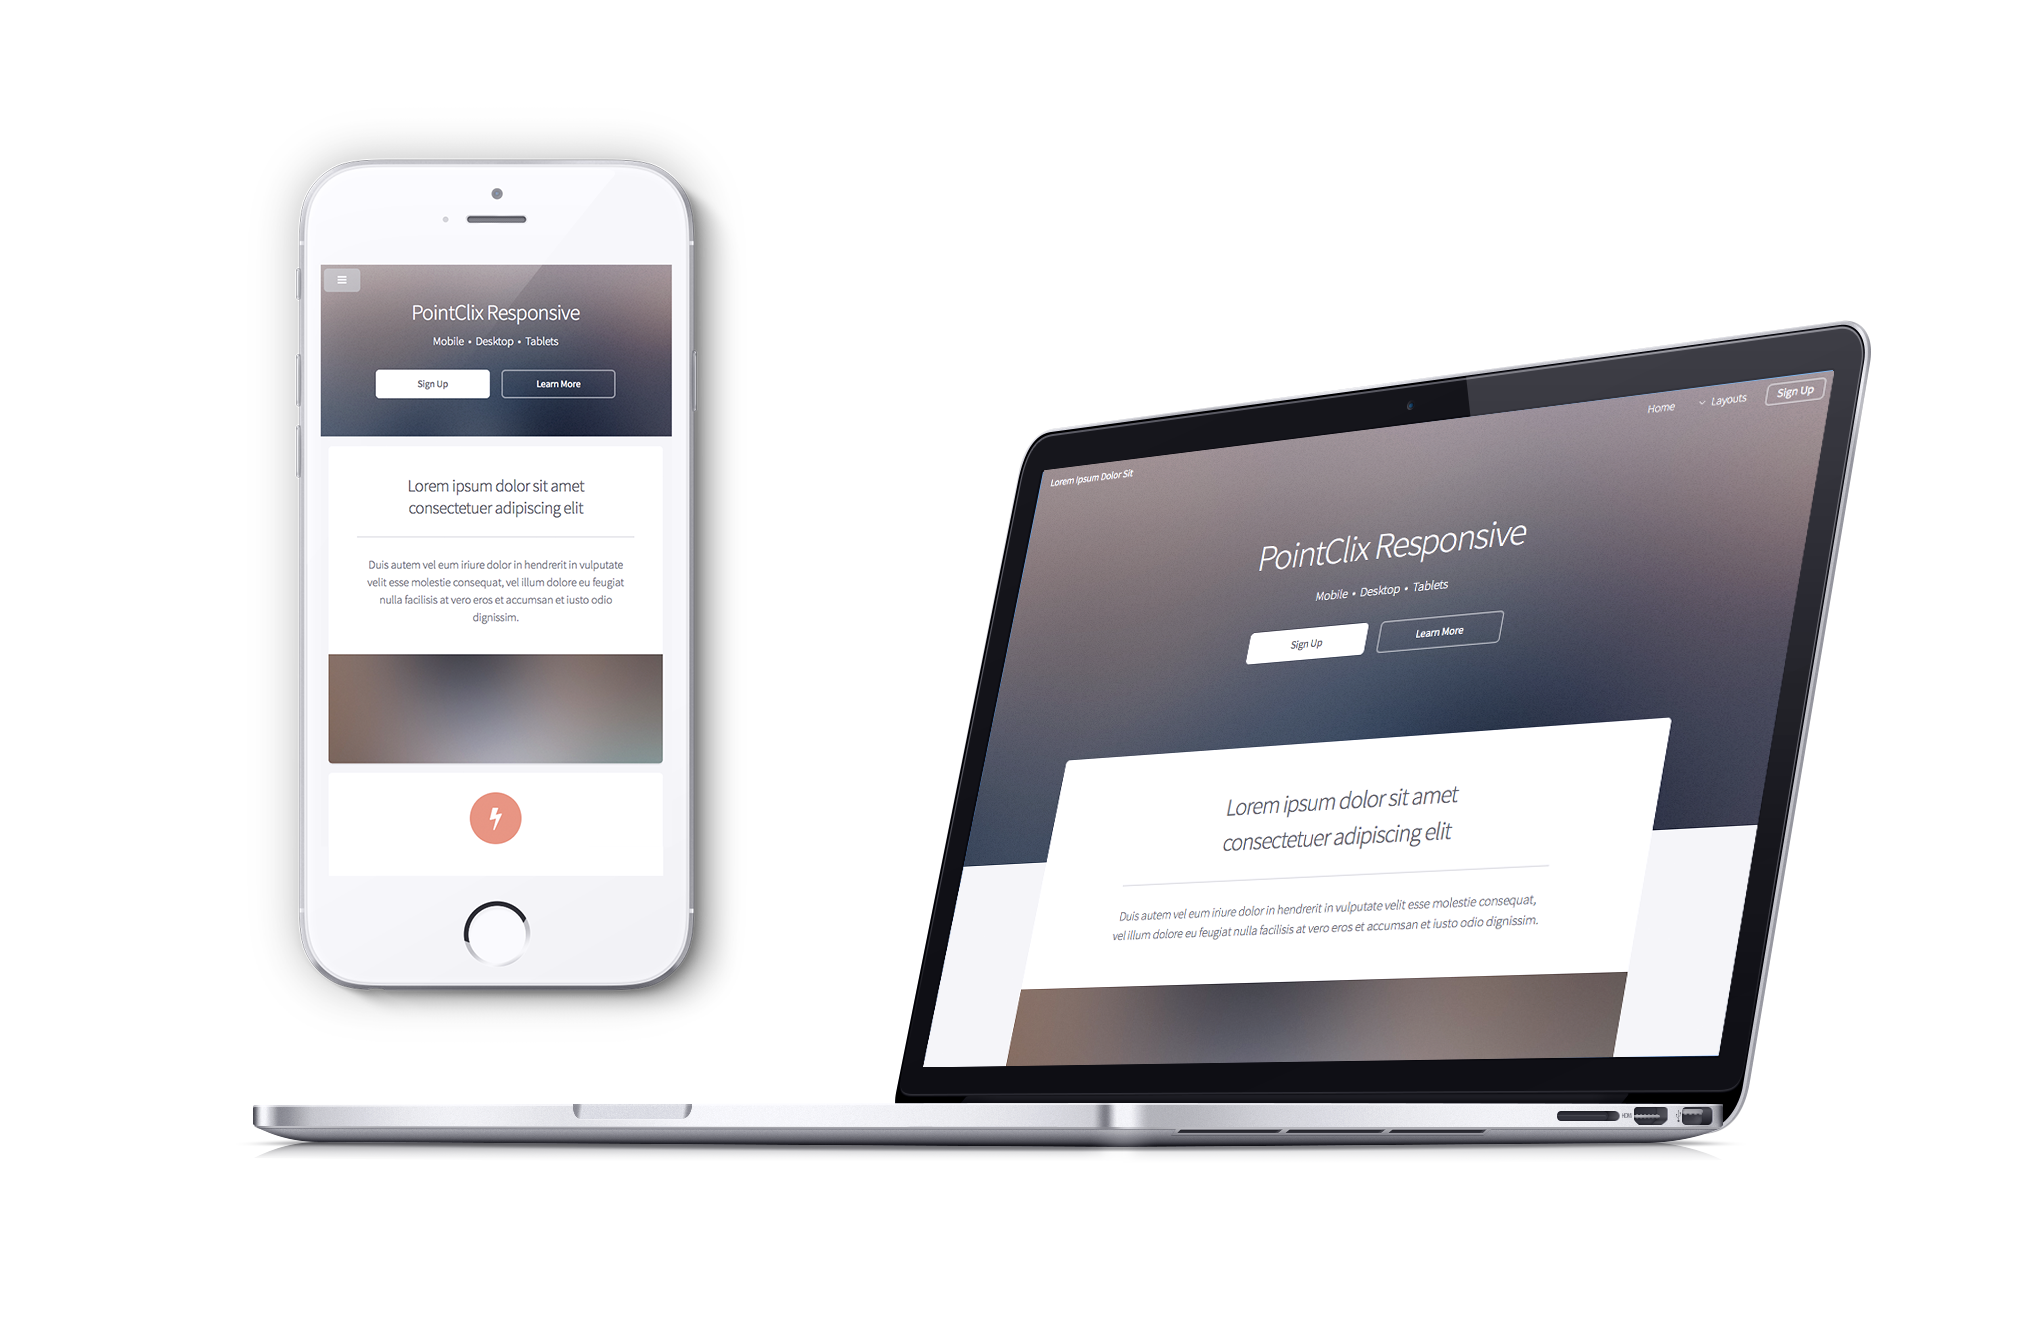 PointClix Responsive
Mobile • Desktop • Tablets
Sign Up
Learn More
Lorem ipsum dolor sit amet
consectetuer adipiscing elit
Duis autem vel eum iriure dolor in hendrerit in vulputate
velit esse molestie consequat, vel illum dolore eu feugiat
nulla facilisis at vero eros et accumsan et iusto odio
dignissim.
Home
Layouts
Sign Up
Lorem Ipsum Dolor Sit
PointClix Responsive
Mobile • Desktop • Tablets
Sign Up
Learn More
Lorem ipsum dolor sit amet
consectetuer adipiscing elit
Duis autem vel eum iriure dolor in hendrerit in vulputate velit esse molestie consequat,
vel illum dolore eu feugiat nulla facilisis at vero eros et accumsan et iusto odio dignissim.
HDMI